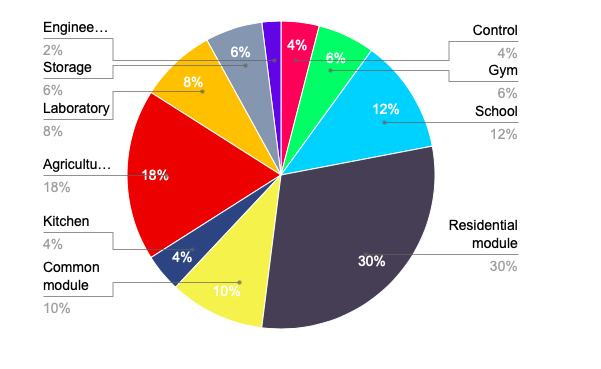 Control
4%
Gym
6%
School
12%
Residential
module
30%
Enginee…
2%
Storage
6%
Laboratory
8%
Agricultu…
18%
Kitchen
4%
Common
module
10%
4%
6%
12%
30%
10%
4%
18%
8%
6%